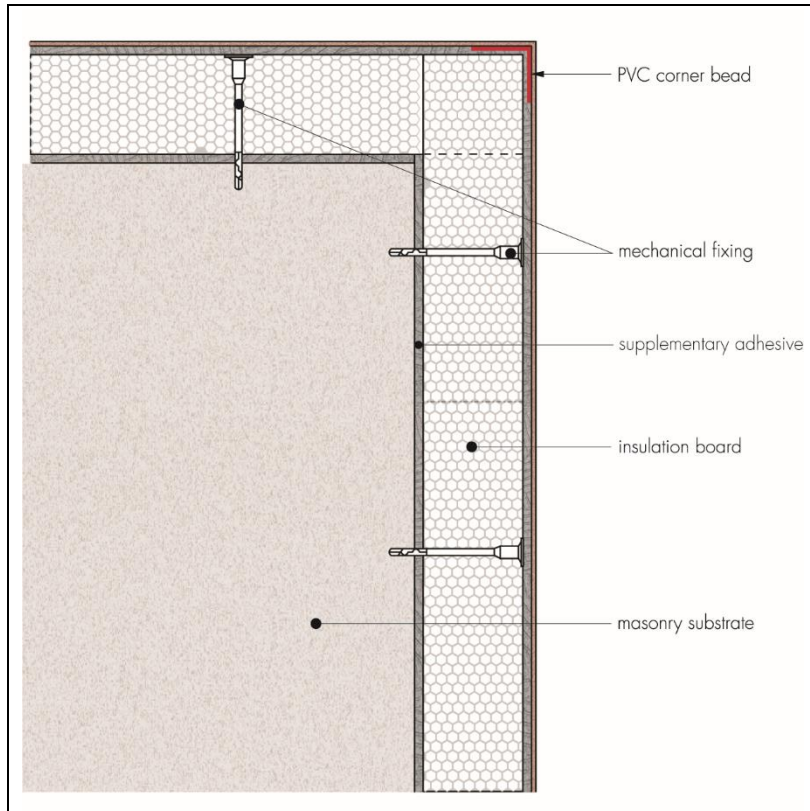 PVC corner bead
mechanical fixing
supplementary adhesive
insulation board
masonry substrate